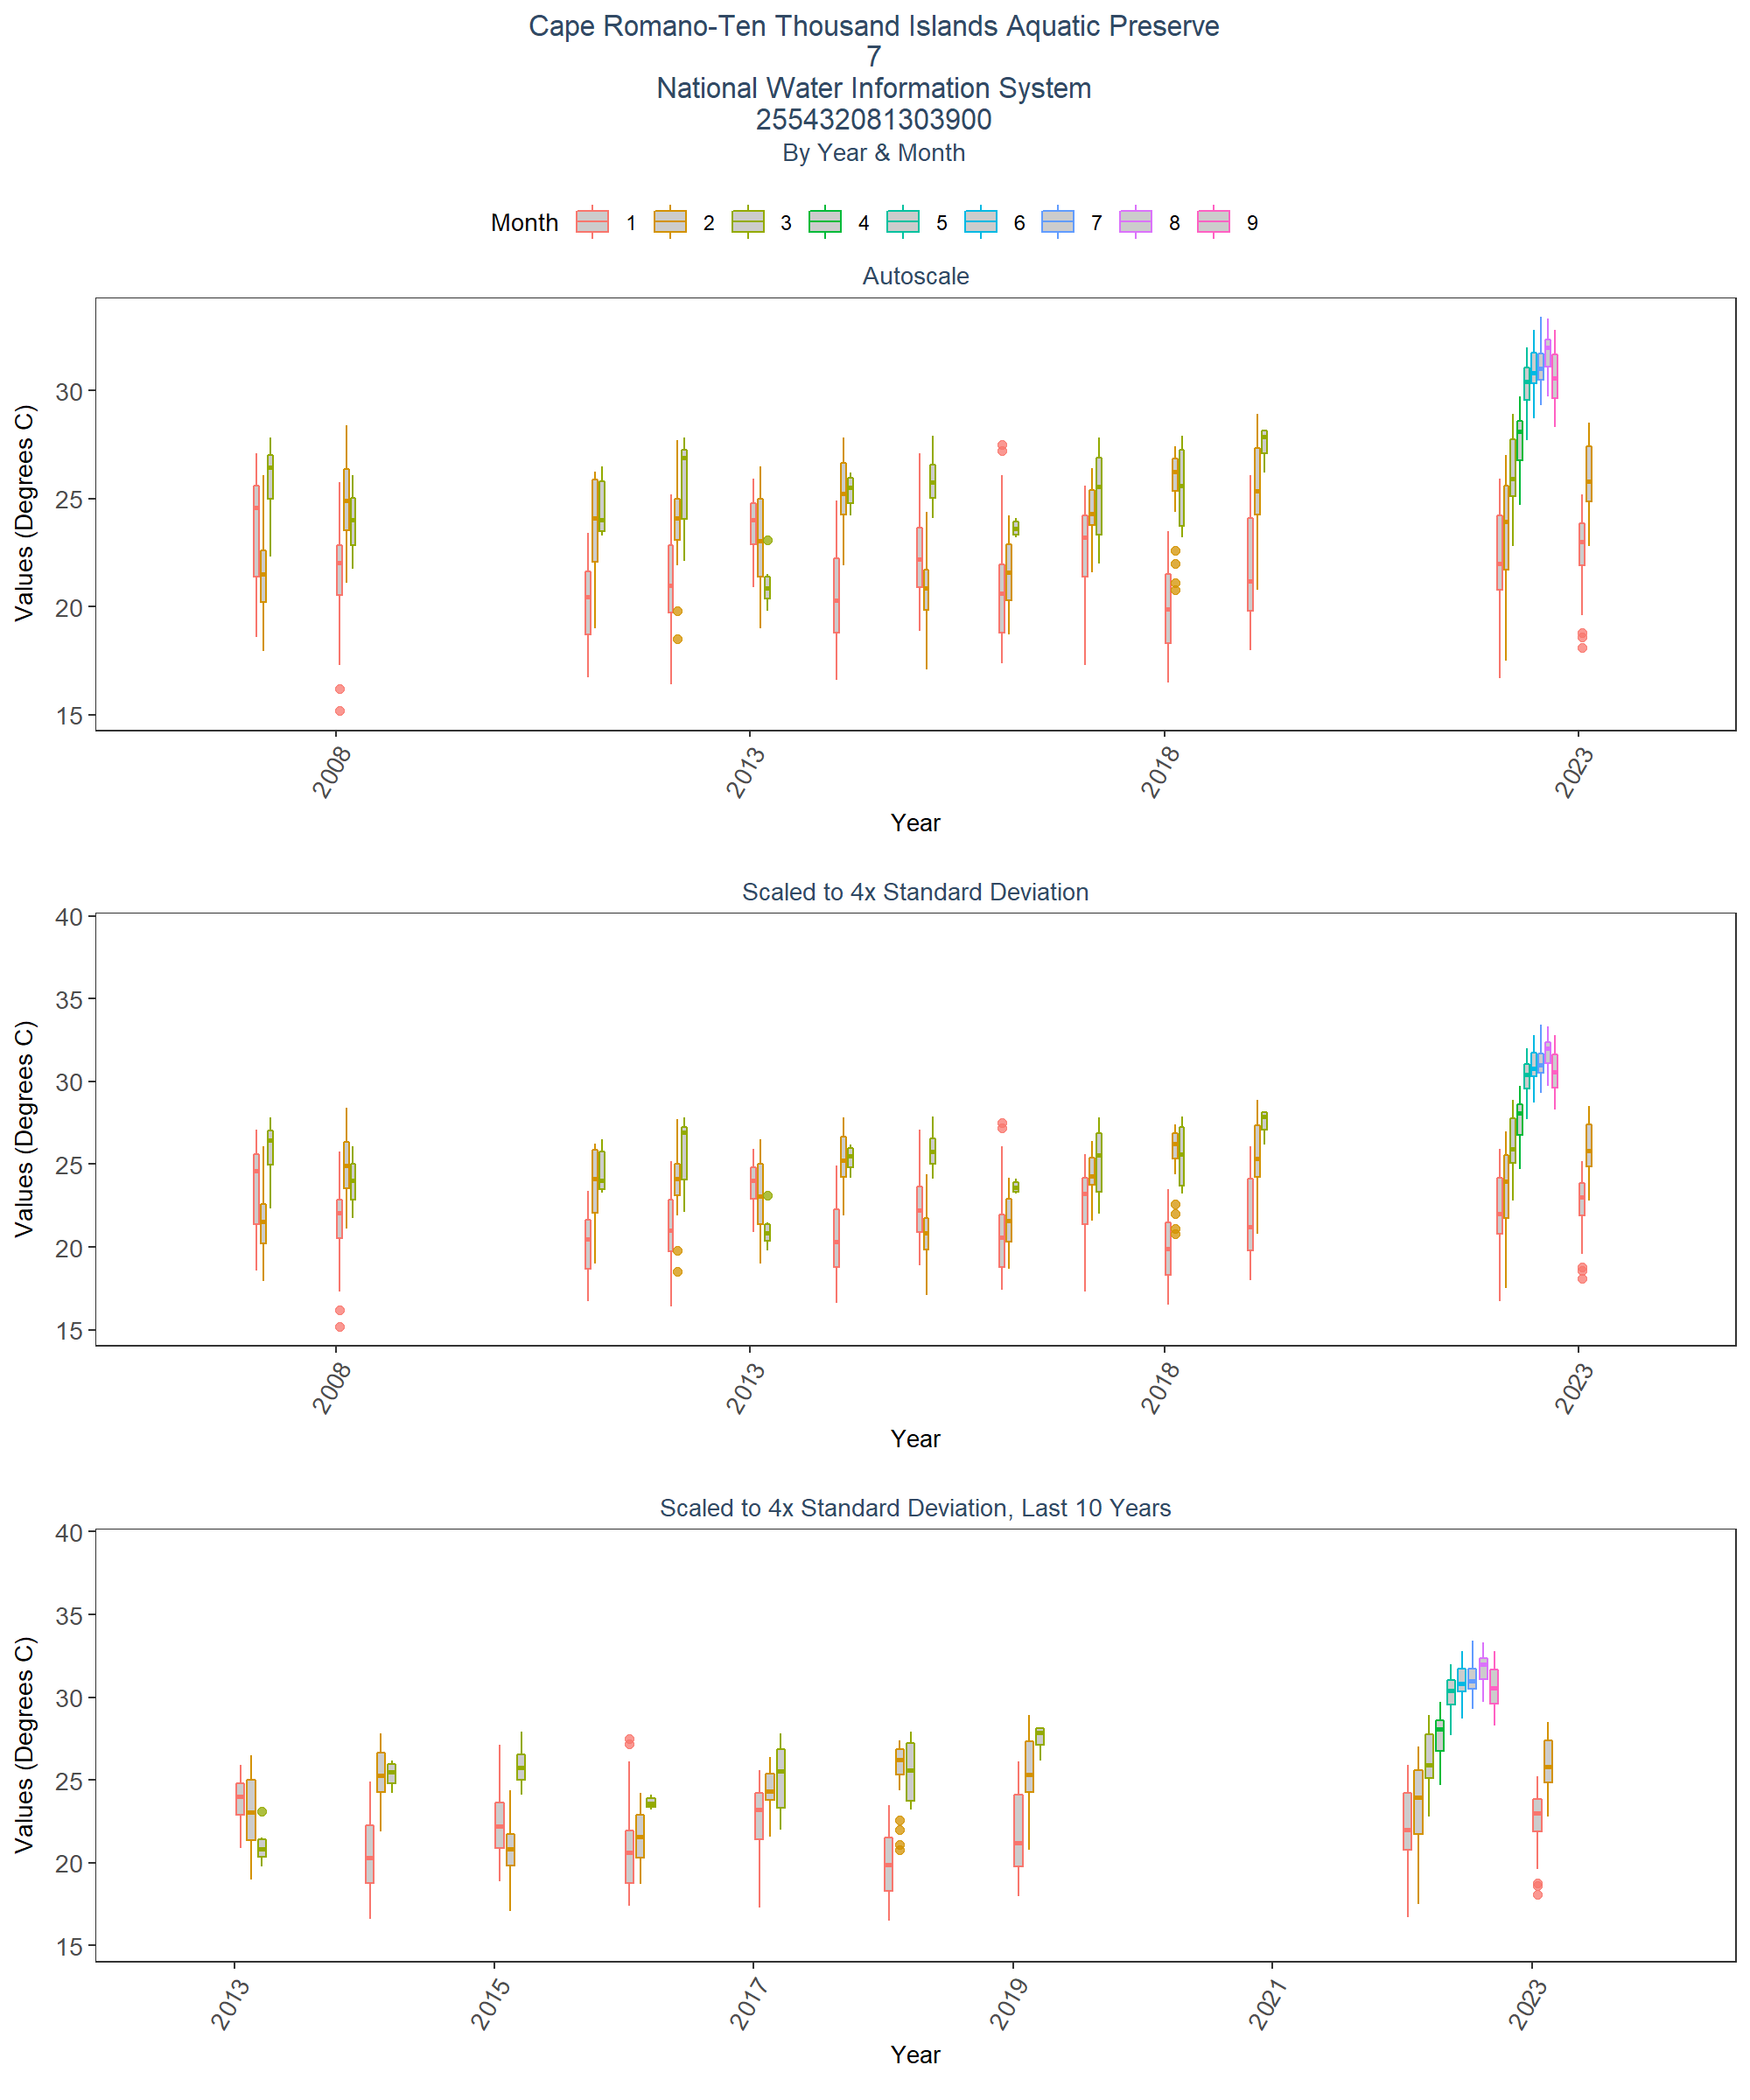 Cape Romano-Ten Thousand Islands Aquatic Preserve
7
National Water Information System
255432081303900
By Year & Month
Month 1 2 3 4 5 6 7 8 9
Autoscale
Values (Degrees C)
30
25
20
15
2008 2013 2018 2023
Year
Scaled to 4x Standard Deviation
Values (Degrees C)
40
35
30
25
20
15
2008 2013 2018 2023
Year
Scaled to 4x Standard Deviation, Last 10 Years
Values (Degrees C)
40
35
30
25
20
15
2013 2015 2017 2019 2021 2023
Year